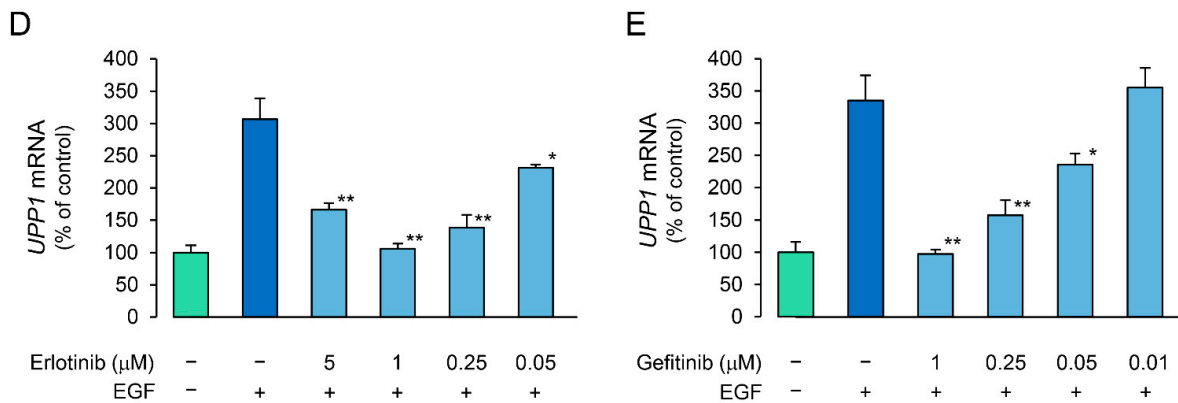 D
UPP1 mRNA
(% of control)
400
350
300
250
200
150
100
50
0
**
**
**
*
Erlotinib (μM) – – 5 1 0.25 0.05
EGF – + + + + +
E
UPP1 mRNA
(% of control)
400
350
300
250
200
150
100
50
0
**
**
*
Gefitinib (μM) – – 1 0.25 0.05 0.01
EGF – + + + + +